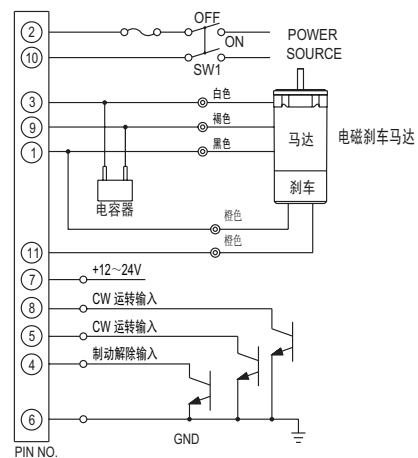 OFF
② POWER
ON
SOURCE
⑩
SW1
③ 白色
⑨ 褐色 马达 电磁刹车马达
① 黑色
刹车
电容器
橙色
橙色
⑪
⑦ +12～24V
⑧ CW 运转输入
⑤ CW 运转输入
④ 制动解除输入
⑥
GND
PIN NO.